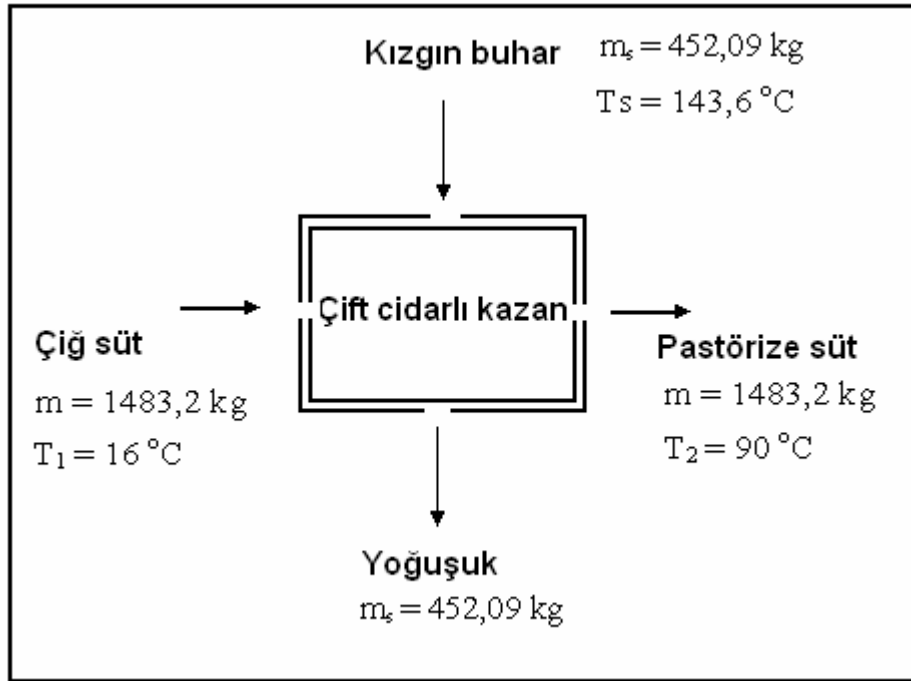 Kızgın buhar
mₛ = 452,09 kg
Ts = 143,6 °C
Çift cidarlı kazan
Çiğ süt
m = 1483,2 kg
T₁ = 16 °C
Pastörize süt
m = 1483,2 kg
T₂ = 90 °C
Yoğuşuk
mₛ = 452,09 kg